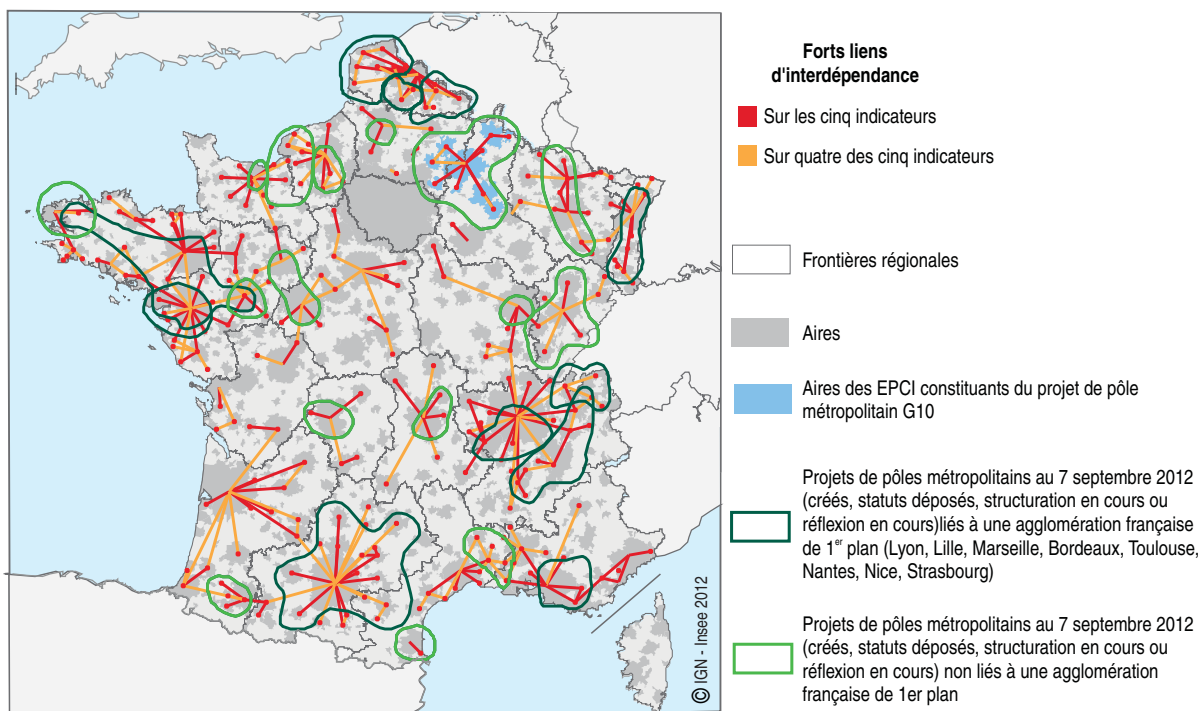 Forts liens
d'interdépendance
Sur les cinq indicateurs
Sur quatre des cinq indicateurs
Frontières régionales
Aires
Aires des EPCI constituants du projet de pôle
métropolitain G10
Projets de pôles métropolitains au 7 septembre 2012
(créés, statuts déposés, structuration en cours ou
réflexion en cours)liés à une agglomération française
de 1er plan (Lyon, Lille, Marseille, Bordeaux, Toulouse,
Nantes, Nice, Strasbourg)
Projets de pôles métropolitains au 7 septembre 2012
(créés, statuts déposés, structuration en cours ou
réflexion en cours) non liés à une agglomération
française de 1er plan
© IGN - Insee 2012